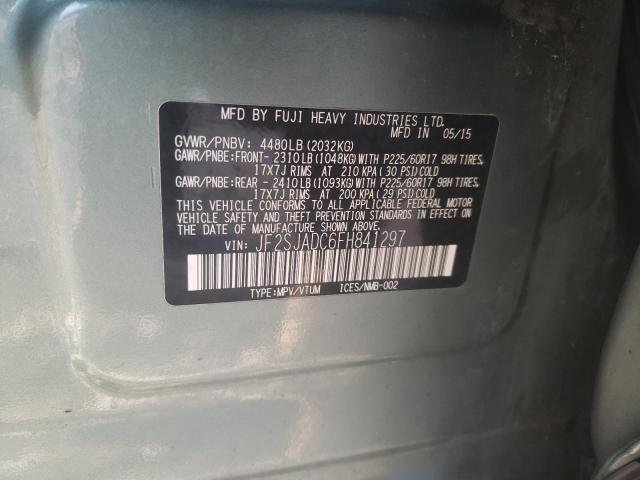 MFD BY FUJI HEAVY INDUSTRIES LTD.
MFD IN 05/15
GVWR/PNBV: 4480LB (2032KG)
GAWR/PNBE: FRONT- 2310LB (1048KG) WITH P225/60R17 98H TIRES,
17X7J RIMS AT 210 KPA ( 30 PSI) COLD
GAWR/PNBE: REAR - 2410LB (1093KG) WITH P225/60R17 98H TIRES,
17X7J RIMS AT 200 KPA ( 29 PSI) COLD
THIS VEHICLE CONFORMS TO ALL APPLICABLE FEDERAL MOTOR
VEHICLE SAFETY AND THEFT PREVENTION STANDARDS IN
EFFECT ON THE DATE OF MANUFACTURE SHOWN ABOVE.
VIN: JF2SJADC6FH841297
TYPE:MPV/VTUM ICES/NMB-002